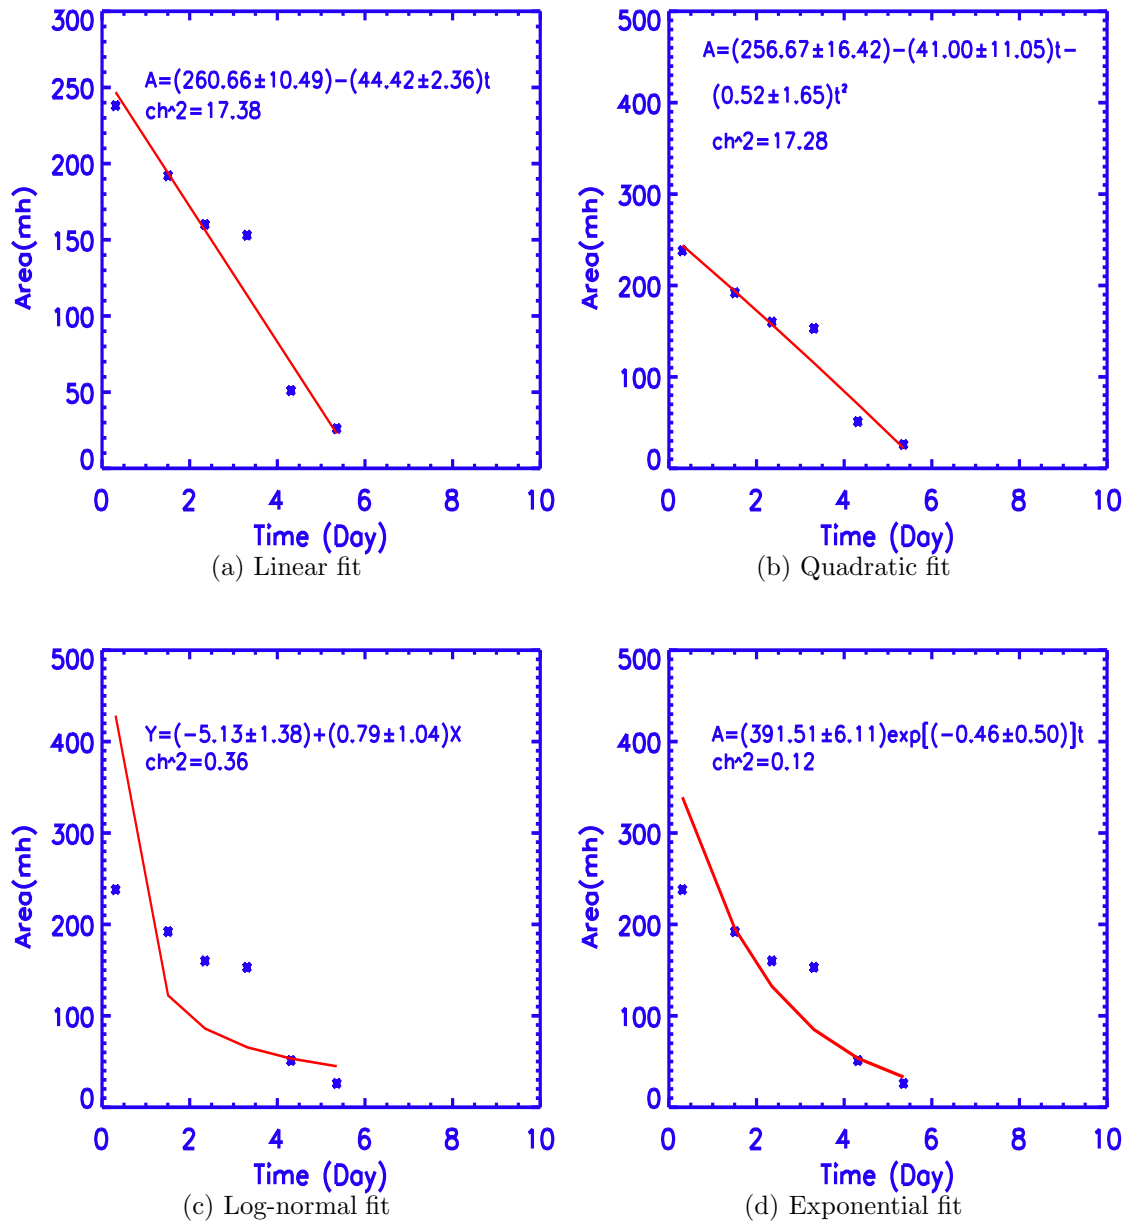 300
250
200
150
100
50
0
Area(mh)
A=(260.66±10.49)−(44.42±2.36)t
ch^2=17.38
0 2 4 6 8 10
Time (Day)
(a) Linear fit
500
400
300
200
100
0
Area(mh)
A=(256.67±16.42)−(41.00±11.05)t−
(0.52±1.65)t²
ch^2=17.28
0 2 4 6 8 10
Time (Day)
(b) Quadratic fit
500
400
300
200
100
0
Area(mh)
Y=(−5.13±1.38)+(0.79±1.04)X
ch^2=0.36
0 2 4 6 8 10
Time (Day)
(c) Log-normal fit
500
400
300
200
100
0
Area(mh)
A=(391.51±6.11)exp[(−0.46±0.50)]t
ch^2=0.12
0 2 4 6 8 10
Time (Day)
(d) Exponential fit